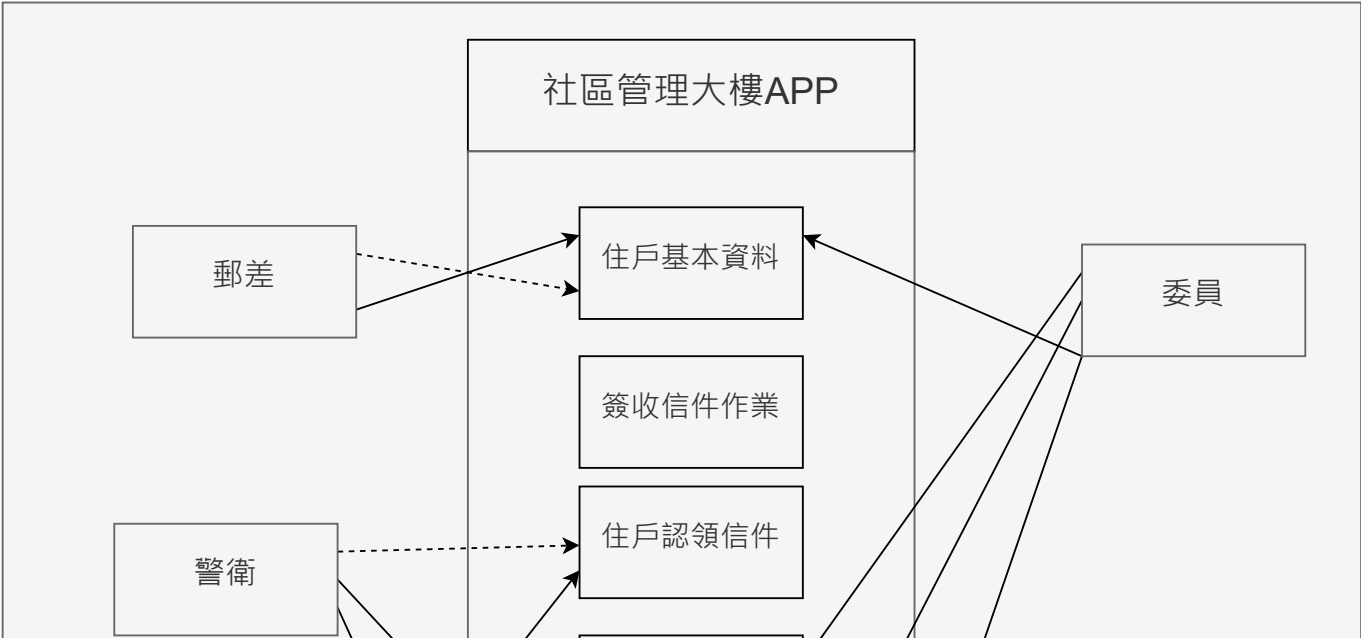 社區管理大樓APP
郵差
住戶基本資料
委員
簽收信件作業
住戶認領信件
警衛